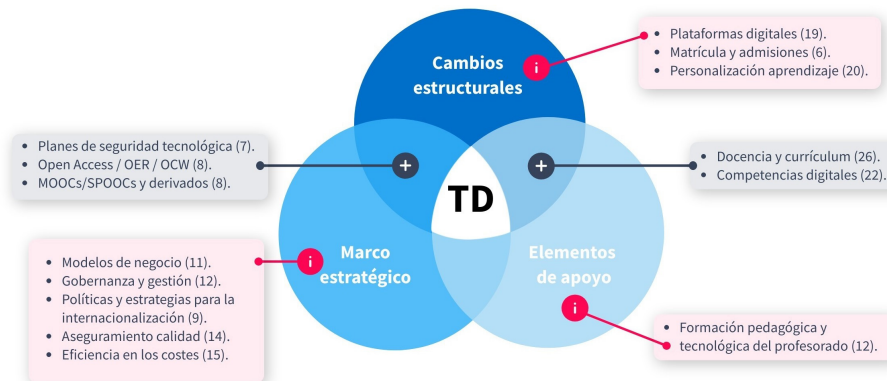 • Plataformas digitales (19).
• Matrícula y admisiones (6).
• Personalización aprendizaje (20).
Cambios
estructurales
i
• Planes de seguridad tecnológica (7).
• Open Access / OER / OCW (8).
• MOOCs/SPOOCs y derivados (8).
+
+
• Docencia y currículum (26).
• Competencias digitales (22).
TD
• Modelos de negocio (11).
• Gobernanza y gestión (12).
• Políticas y estrategias para la
internacionalización (9).
• Aseguramiento calidad (14).
• Eficiencia en los costes (15).
i
Marco
estratégico
Elementos
de apoyo
i
• Formación pedagógica y
tecnológica del profesorado (12).